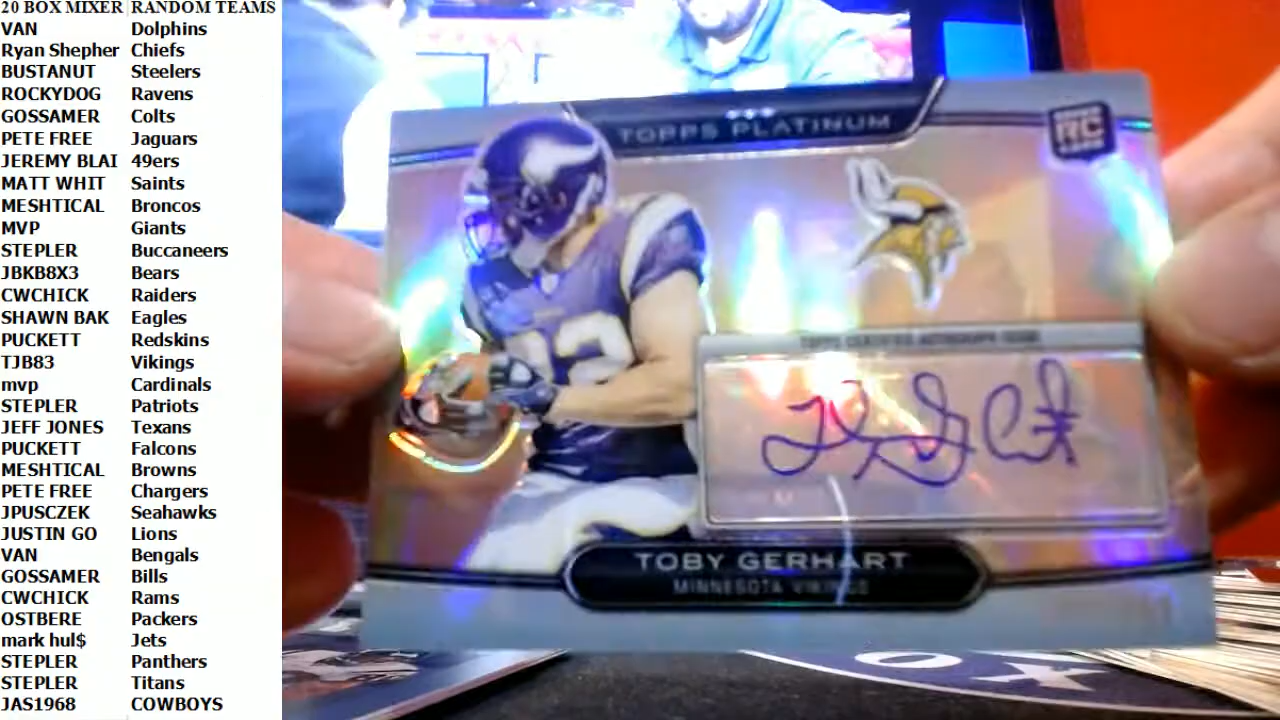 20 BOX MIXER RANDOM TEAMS
VAN Dolphins
Ryan Shepher Chiefs
BUSTANUT Steelers
ROCKYDOG Ravens
GOSSAMER Colts
PETE FREE Jaguars
JEREMY BLAI 49ers
MATT WHIT Saints
MESHTICAL Broncos
MVP Giants
STEPLER Buccaneers
JBKB8X3 Bears
CWCHICK Raiders
SHAWN BAK Eagles
PUCKETT Redskins
TJB83 Vikings
mvp Cardinals
STEPLER Patriots
JEFF JONES Texans
PUCKETT Falcons
MESHTICAL Browns
PETE FREE Chargers
JPUSCZEK Seahawks
JUSTIN GO Lions
VAN Bengals
GOSSAMER Bills
CWCHICK Rams
OSTBERE Packers
mark hul$ Jets
STEPLER Panthers
STEPLER Titans
JAS1968 COWBOYS
TOPPS PLATINUM
RC
TOPPS CERTIFIED AUTOGRAPH ISSUE
TOBY GERHART
MINNESOTA VIKINGS